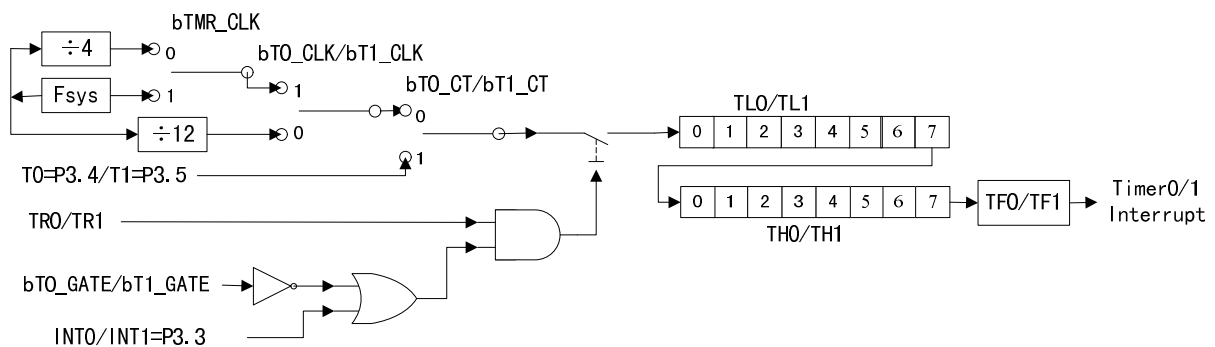 bTMR_CLK
÷4
0
bT0_CLK/bT1_CLK
Fsys
1
1
bT0_CT/bT1_CT
0
÷12
0
1
T0=P3.4/T1=P3.5
TL0/TL1
0 1 2 3 4 5 6 7
0 1 2 3 4 5 6 7
TH0/TH1
TF0/TF1
Timer0/1
Interrupt
TR0/TR1
bT0_GATE/bT1_GATE
INT0/INT1=P3.3